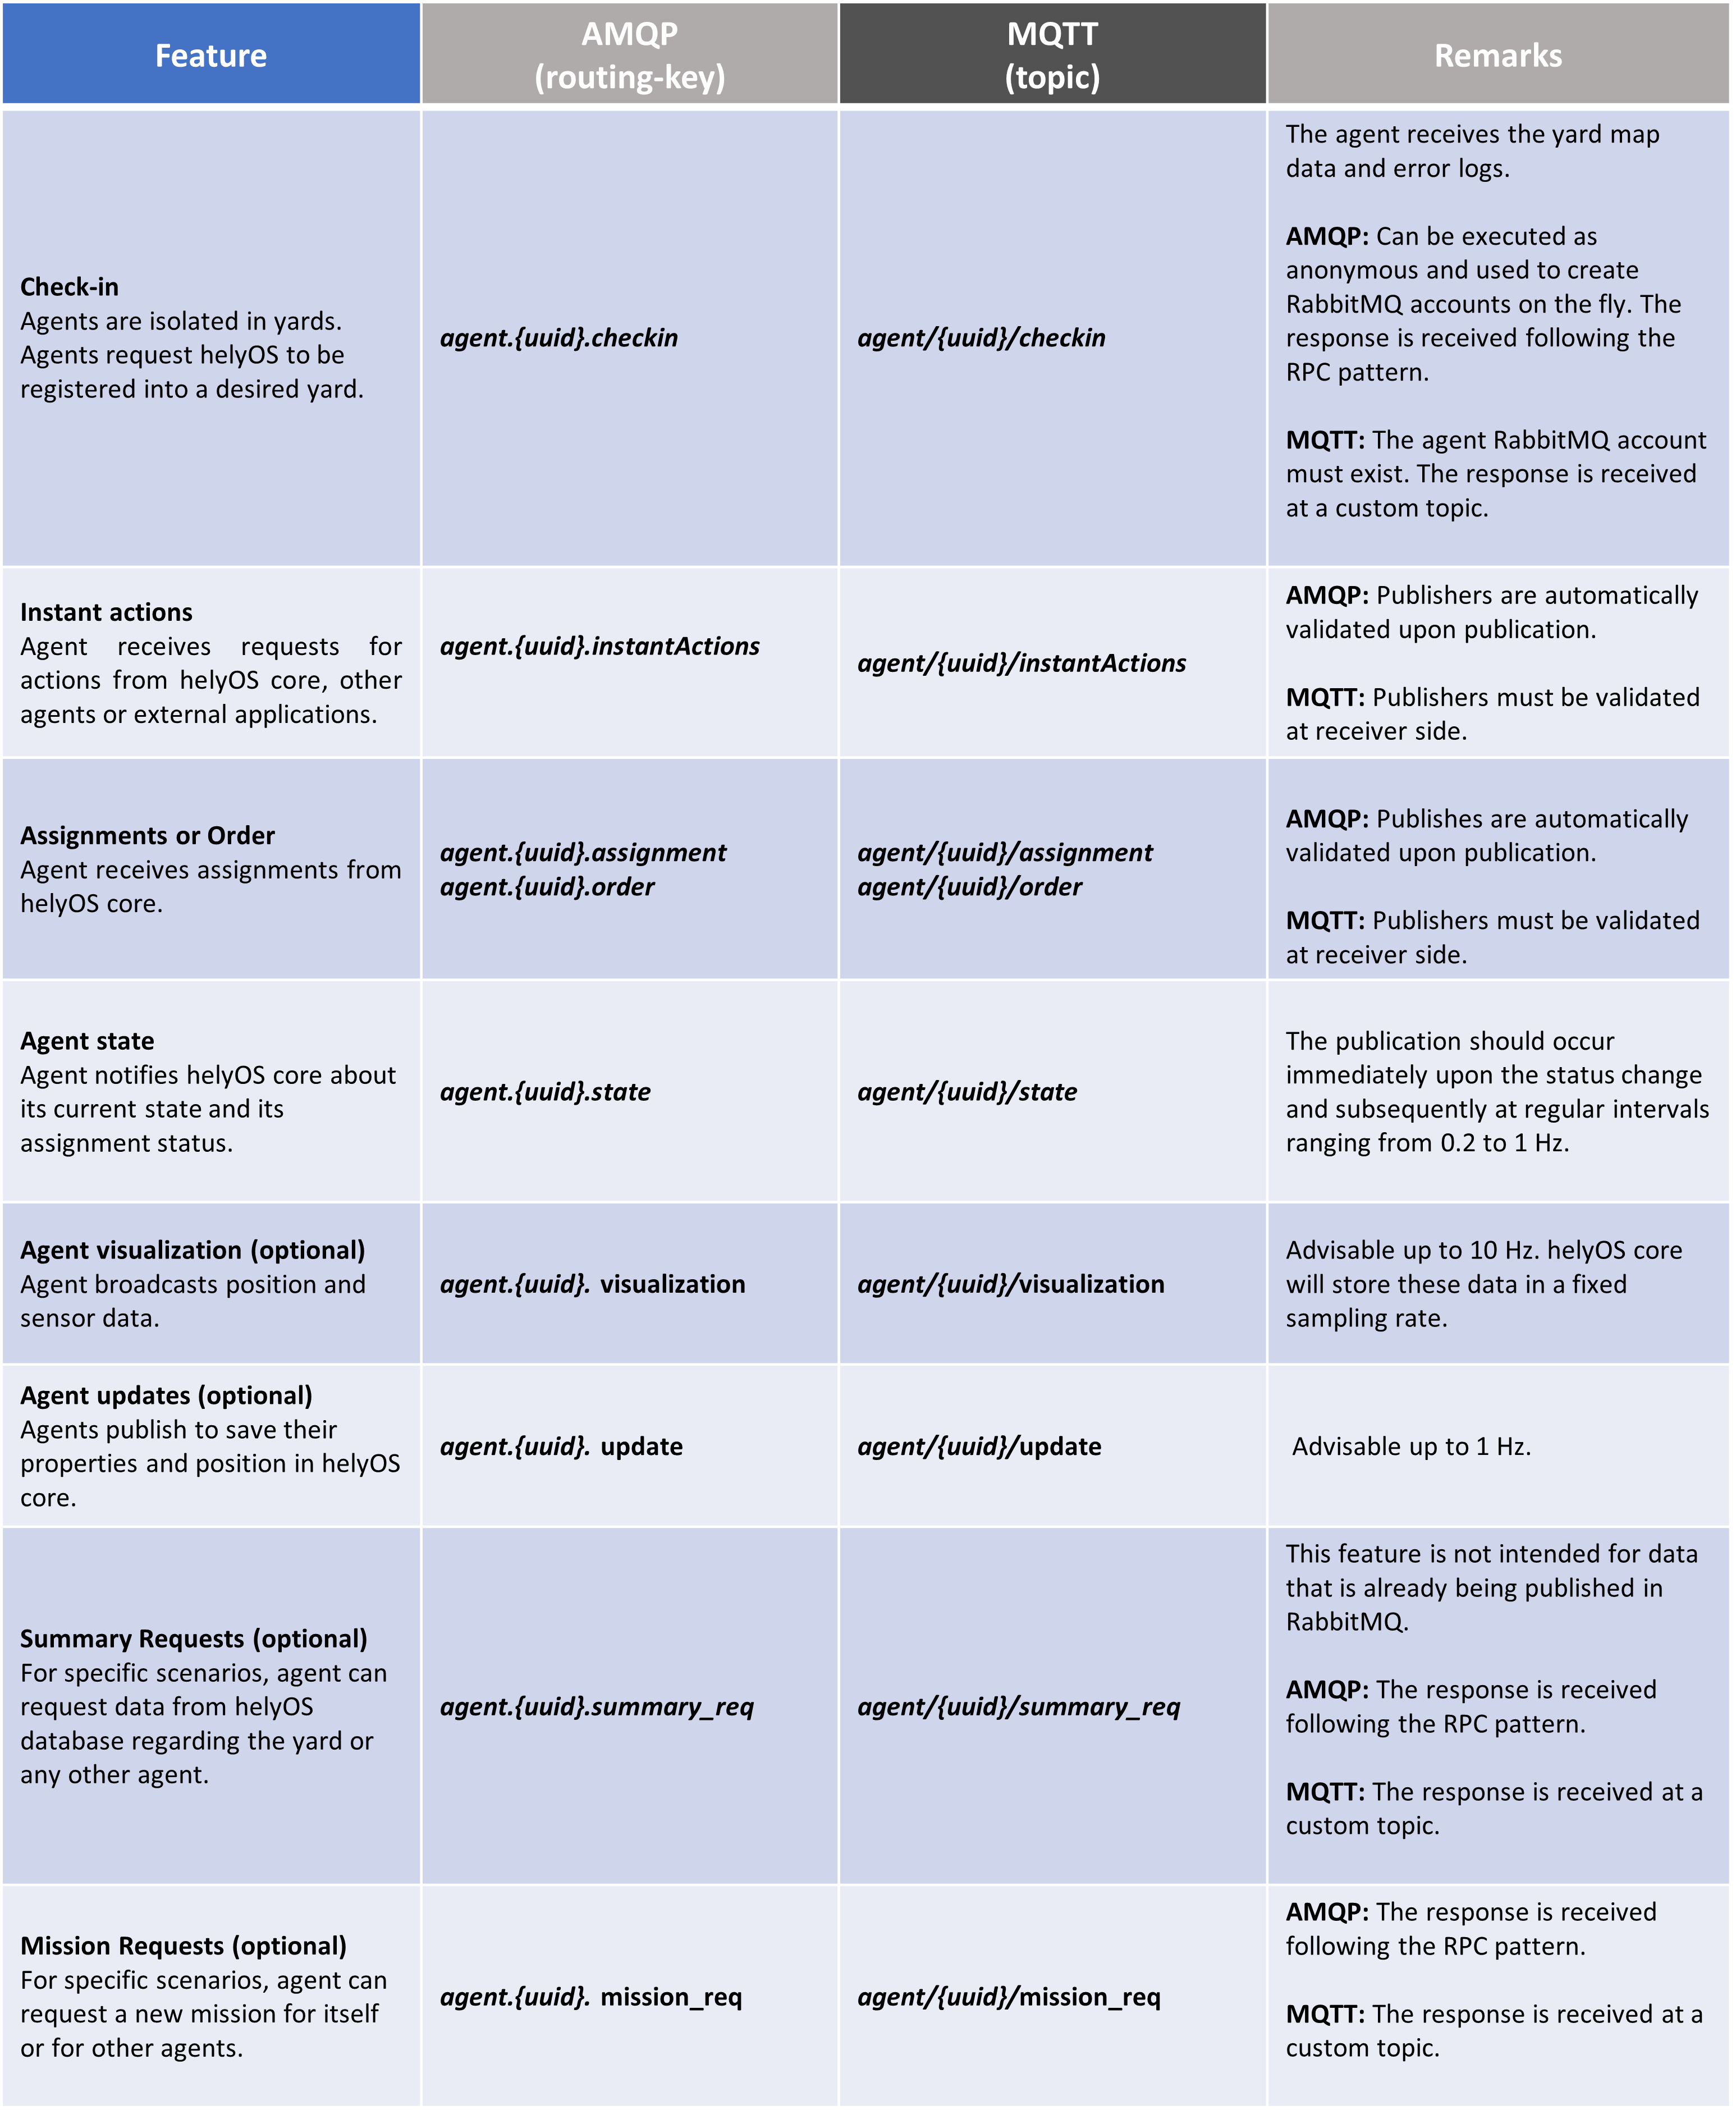 Feature
AMQP
(routing-key)
MQTT
(topic)
Remarks
Check-in
Agents are isolated in yards.
Agents request helyOS to be
registered into a desired yard.
agent.{uuid}.checkin
agent/{uuid}/checkin
The agent receives the yard map
data and error logs.
AMQP: Can be executed as
anonymous and used to create
RabbitMQ accounts on the fly. The
response is received following the
RPC pattern.
MQTT: The agent RabbitMQ account
must exist. The response is received
at a custom topic.
Instant actions
Agent receives requests for
actions from helyOS core, other
agents or external applications.
agent.{uuid}.instantActions
agent/{uuid}/instantActions
AMQP: Publishers are automatically
validated upon publication.
MQTT: Publishers must be validated
at receiver side.
Assignments or Order
Agent receives assignments from
helyOS core.
agent.{uuid}.assignment
agent.{uuid}.order
agent/{uuid}/assignment
agent/{uuid}/order
AMQP: Publishes are automatically
validated upon publication.
MQTT: Publishers must be validated
at receiver side.
Agent state
Agent notifies helyOS core about
its current state and its
assignment status.
agent.{uuid}.state
agent/{uuid}/state
The publication should occur
immediately upon the status change
and subsequently at regular intervals
ranging from 0.2 to 1 Hz.
Agent visualization (optional)
Agent broadcasts position and
sensor data.
agent.{uuid}. visualization
agent/{uuid}/visualization
Advisable up to 10 Hz. helyOS core
will store these data in a fixed
sampling rate.
Agent updates (optional)
Agents publish to save their
properties and position in helyOS
core.
agent.{uuid}. update
agent/{uuid}/update
Advisable up to 1 Hz.
Summary Requests (optional)
For specific scenarios, agent can
request data from helyOS
database regarding the yard or
any other agent.
agent.{uuid}.summary_req
agent/{uuid}/summary_req
This feature is not intended for data
that is already being published in
RabbitMQ.
AMQP: The response is received
following the RPC pattern.
MQTT: The response is received at a
custom topic.
Mission Requests (optional)
For specific scenarios, agent can
request a new mission for itself
or for other agents.
agent.{uuid}. mission_req
agent/{uuid}/mission_req
AMQP: The response is received
following the RPC pattern.
MQTT: The response is received at a
custom topic.